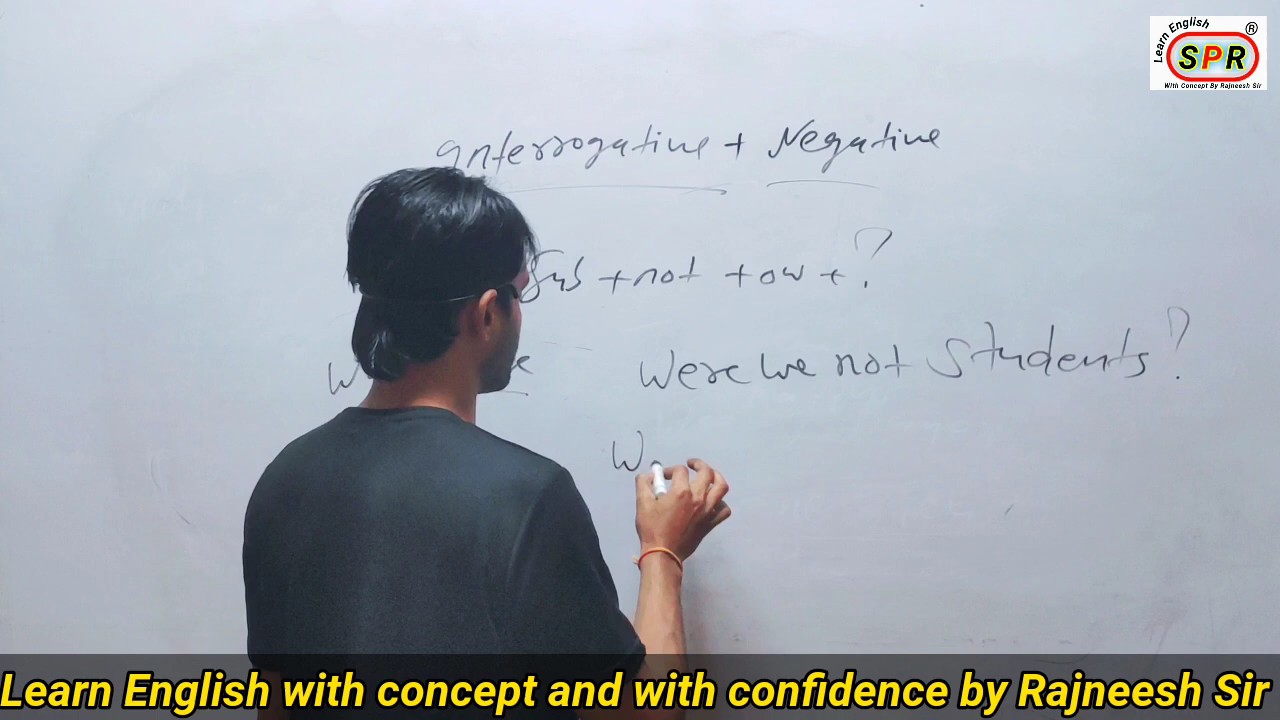 Learn English
SPR®
With Concept By Rajneesh Sir
Interrogative + Negative
Sub + not + ow + ?
Were we not Students?
W
Learn English with concept and with confidence by Rajneesh Sir